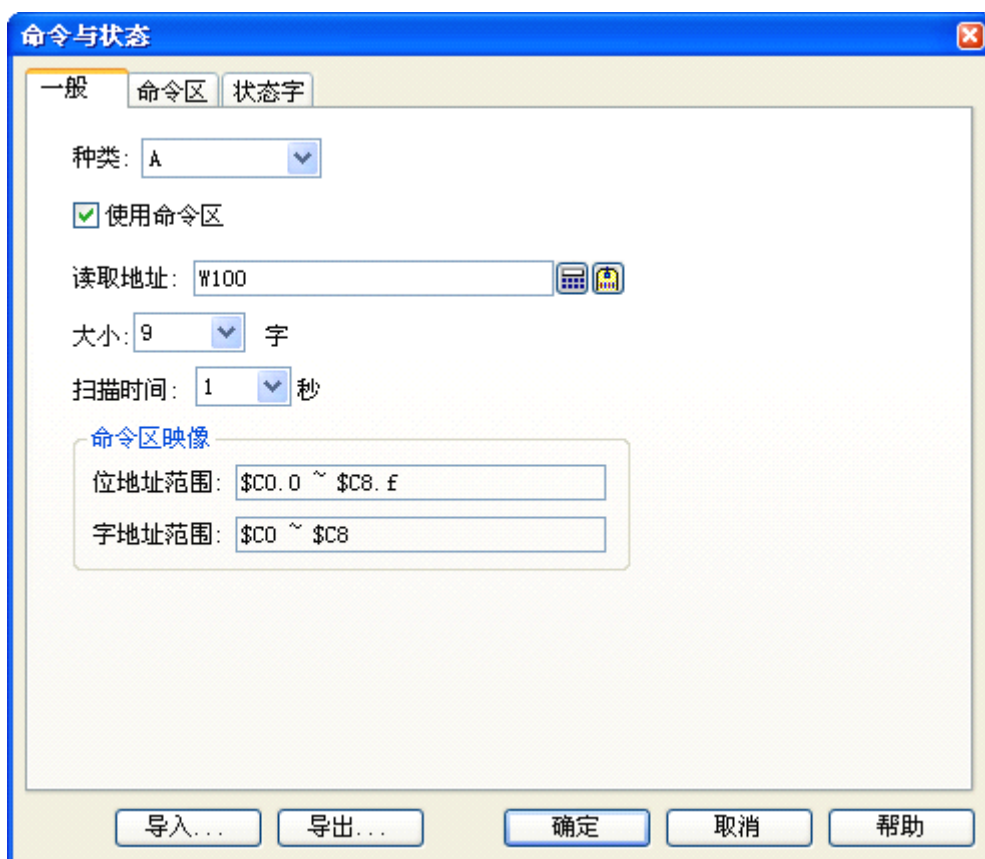 命令与状态
一般 命令区 状态字
种类: A
使用命令区
读取地址: W100
大小: 9 字
扫描时间: 1 秒
命令区映像
位地址范围: $C0.0 ~ $C8.f
字地址范围: $C0 ~ $C8
导入... 导出... 确定 取消 帮助